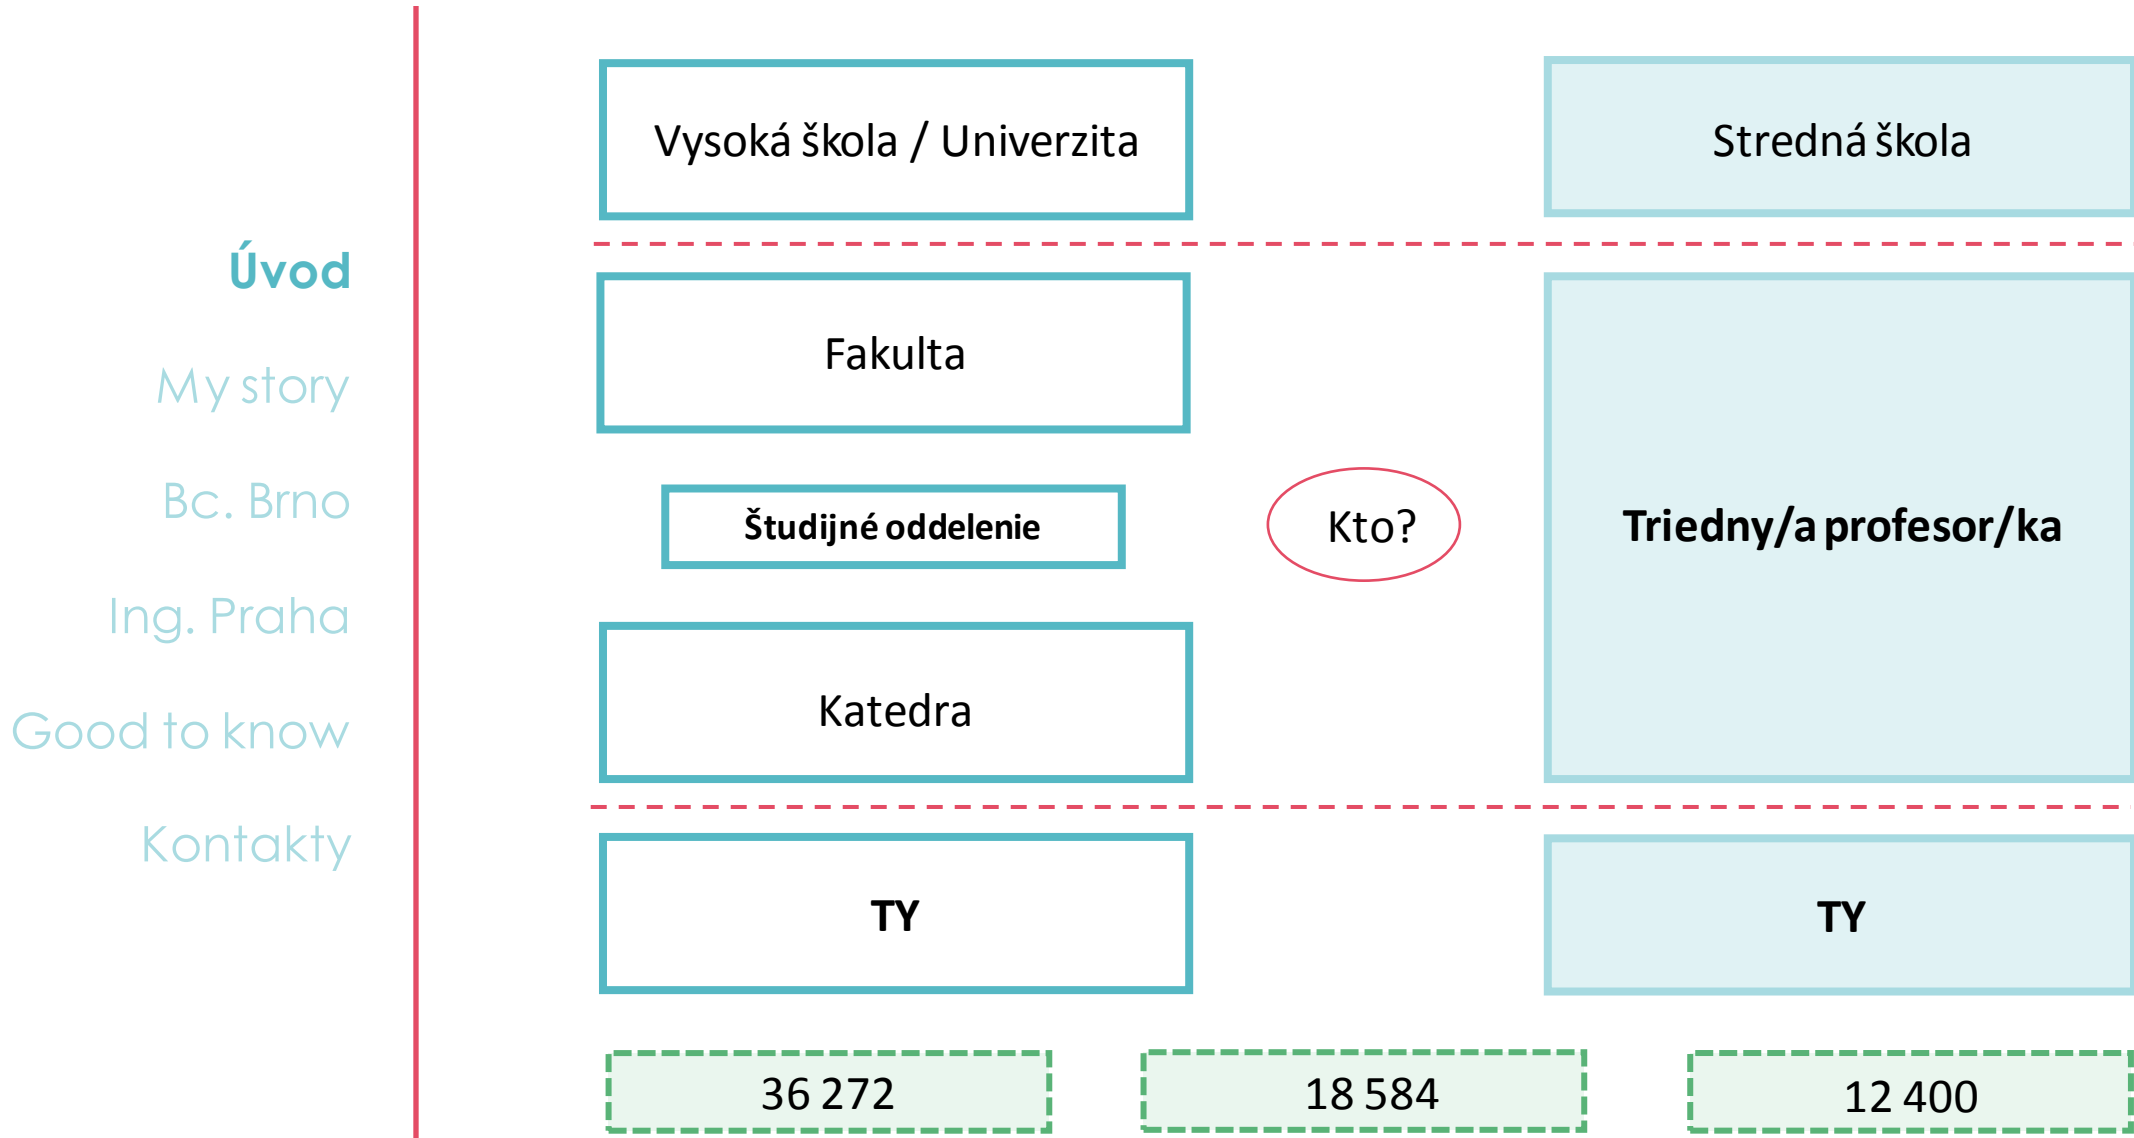 Úvod
My story
Bc. Brno
Ing. Praha
Good to know
Kontakty
Vysoká škola / Univerzita
Stredná škola
Fakulta
Študijné oddelenie
Kto?
Triedny/a profesor/ka
Katedra
TY
TY
36 272
18 584
12 400